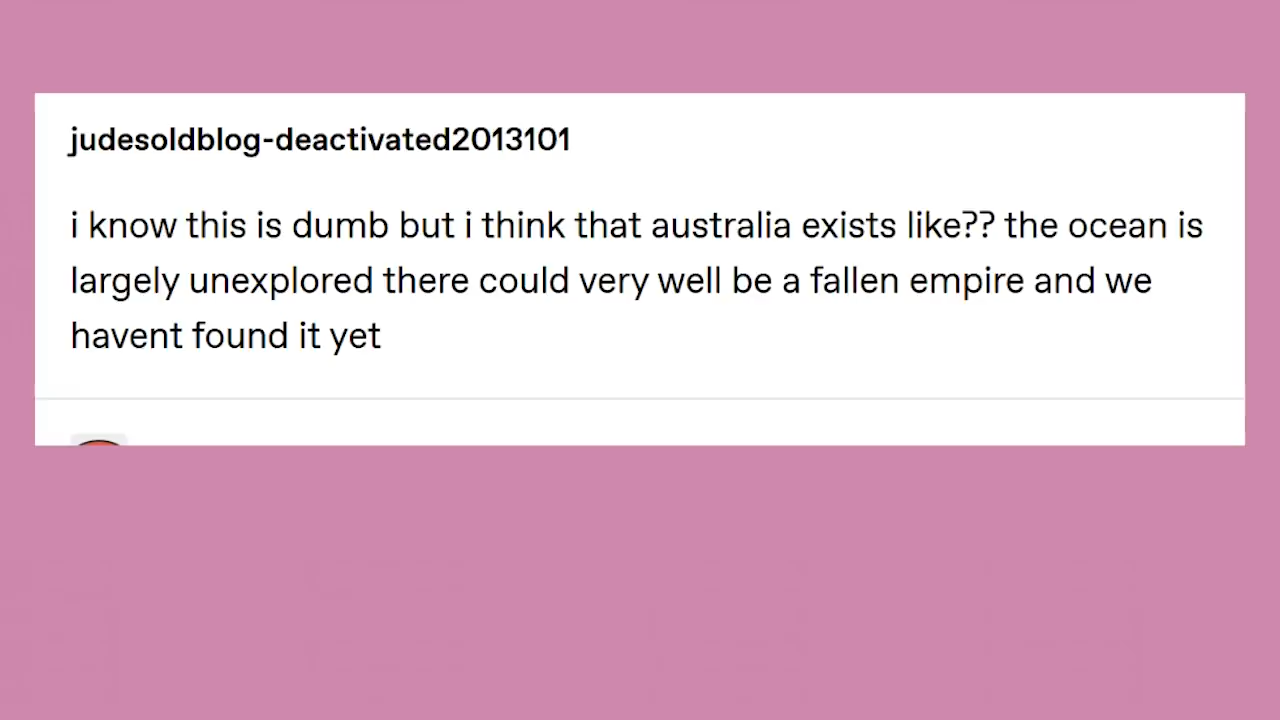 judesoldblog-deactivated2013101
i know this is dumb but i think that australia exists like?? the ocean is
largely unexplored there could very well be a fallen empire and we
havent found it yet